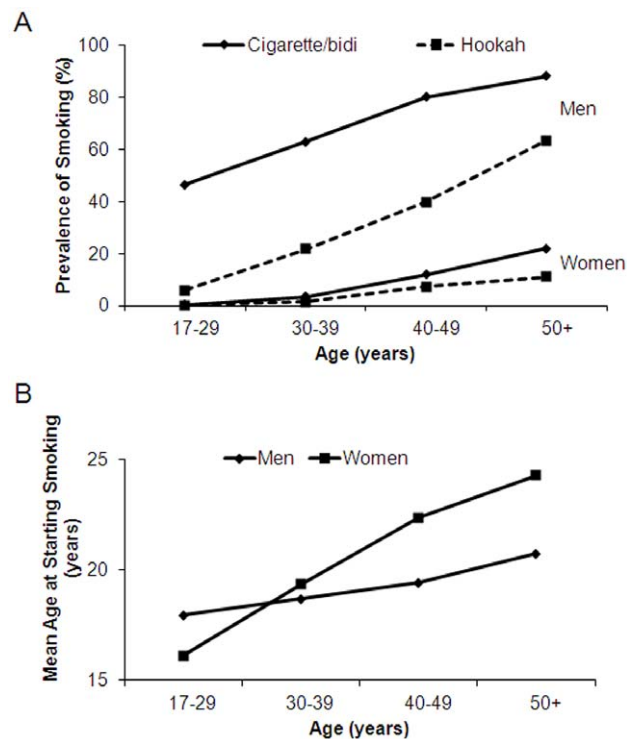 A
Cigarette/bidi Hookah
100
80
60
40
20
0
Prevalence of Smoking (%)
Men
Women
17-29 30-39 40-49 50+
Age (years)
B
Men Women
25
20
15
Mean Age at Starting Smoking
(years)
17-29 30-39 40-49 50+
Age (years)